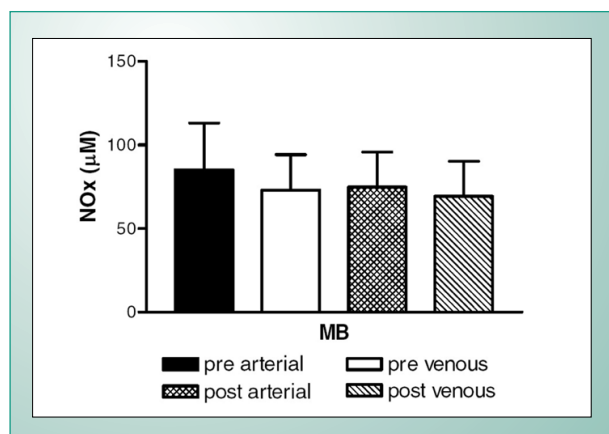 150
100
50
0
NOx (μM)
MB
pre arterial pre venous
post arterial post venous